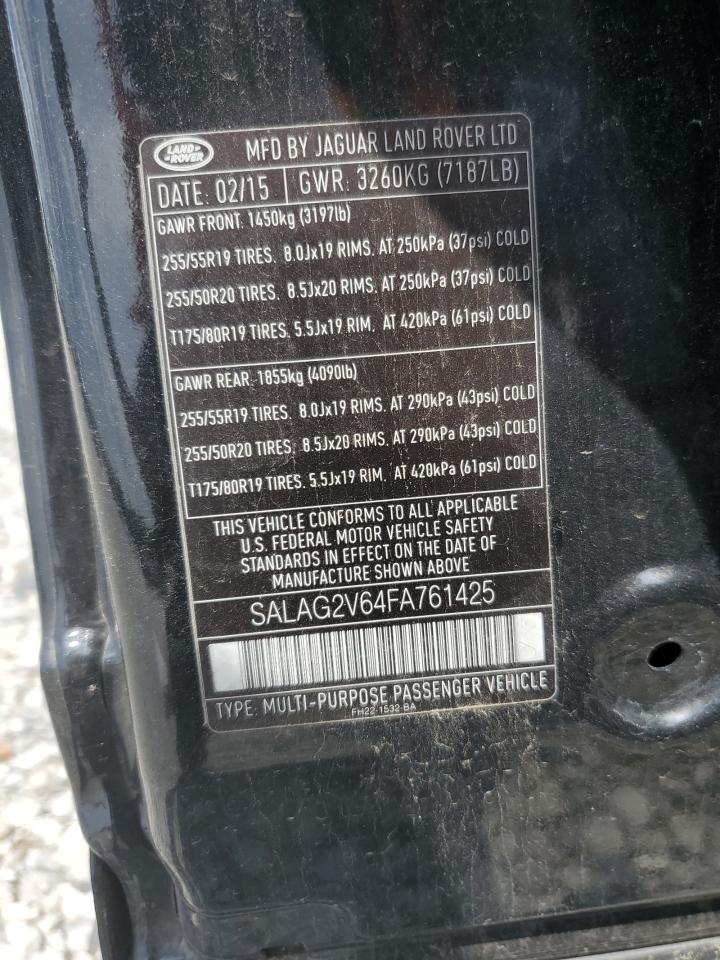 LAND ROVER MFD BY JAGUAR LAND ROVER LTD
DATE: 02/15 GWR: 3260KG (7187LB)
GAWR FRONT: 1450kg (3197lb)
255/55R19 TIRES. 8.0Jx19 RIMS. AT 250kPa (37psi) COLD
255/50R20 TIRES. 8.5Jx20 RIMS. AT 250kPa (37psi) COLD
T175/80R19 TIRES. 5.5Jx19 RIM. AT 420kPa (61psi) COLD
GAWR REAR: 1855kg (4090lb)
255/55R19 TIRES. 8.0Jx19 RIMS. AT 290kPa (43psi) COLD
255/50R20 TIRES. 8.5Jx20 RIMS. AT 290kPa (43psi) COLD
T175/80R19 TIRES. 5.5Jx19 RIM. AT 420kPa (61psi) COLD
THIS VEHICLE CONFORMS TO ALL APPLICABLE
U.S. FEDERAL MOTOR VEHICLE SAFETY
STANDARDS IN EFFECT ON THE DATE OF
MANUFACTURE SHOWN ABOVE
SALAG2V64FA761425
TYPE: MULTI-PURPOSE PASSENGER VEHICLE
FH22-1532-BA